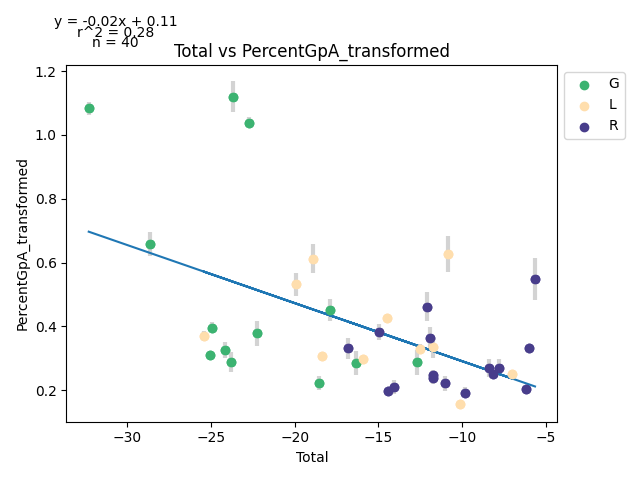 y = -0.02x + 0.11
r^2 = 0.28
n = 40
Total vs PercentGpA_transformed
1.2
1.0
0.8
0.6
0.4
0.2
PercentGpA_transformed
−30
−25
−20
−15
−10
−5
Total
G
L
R